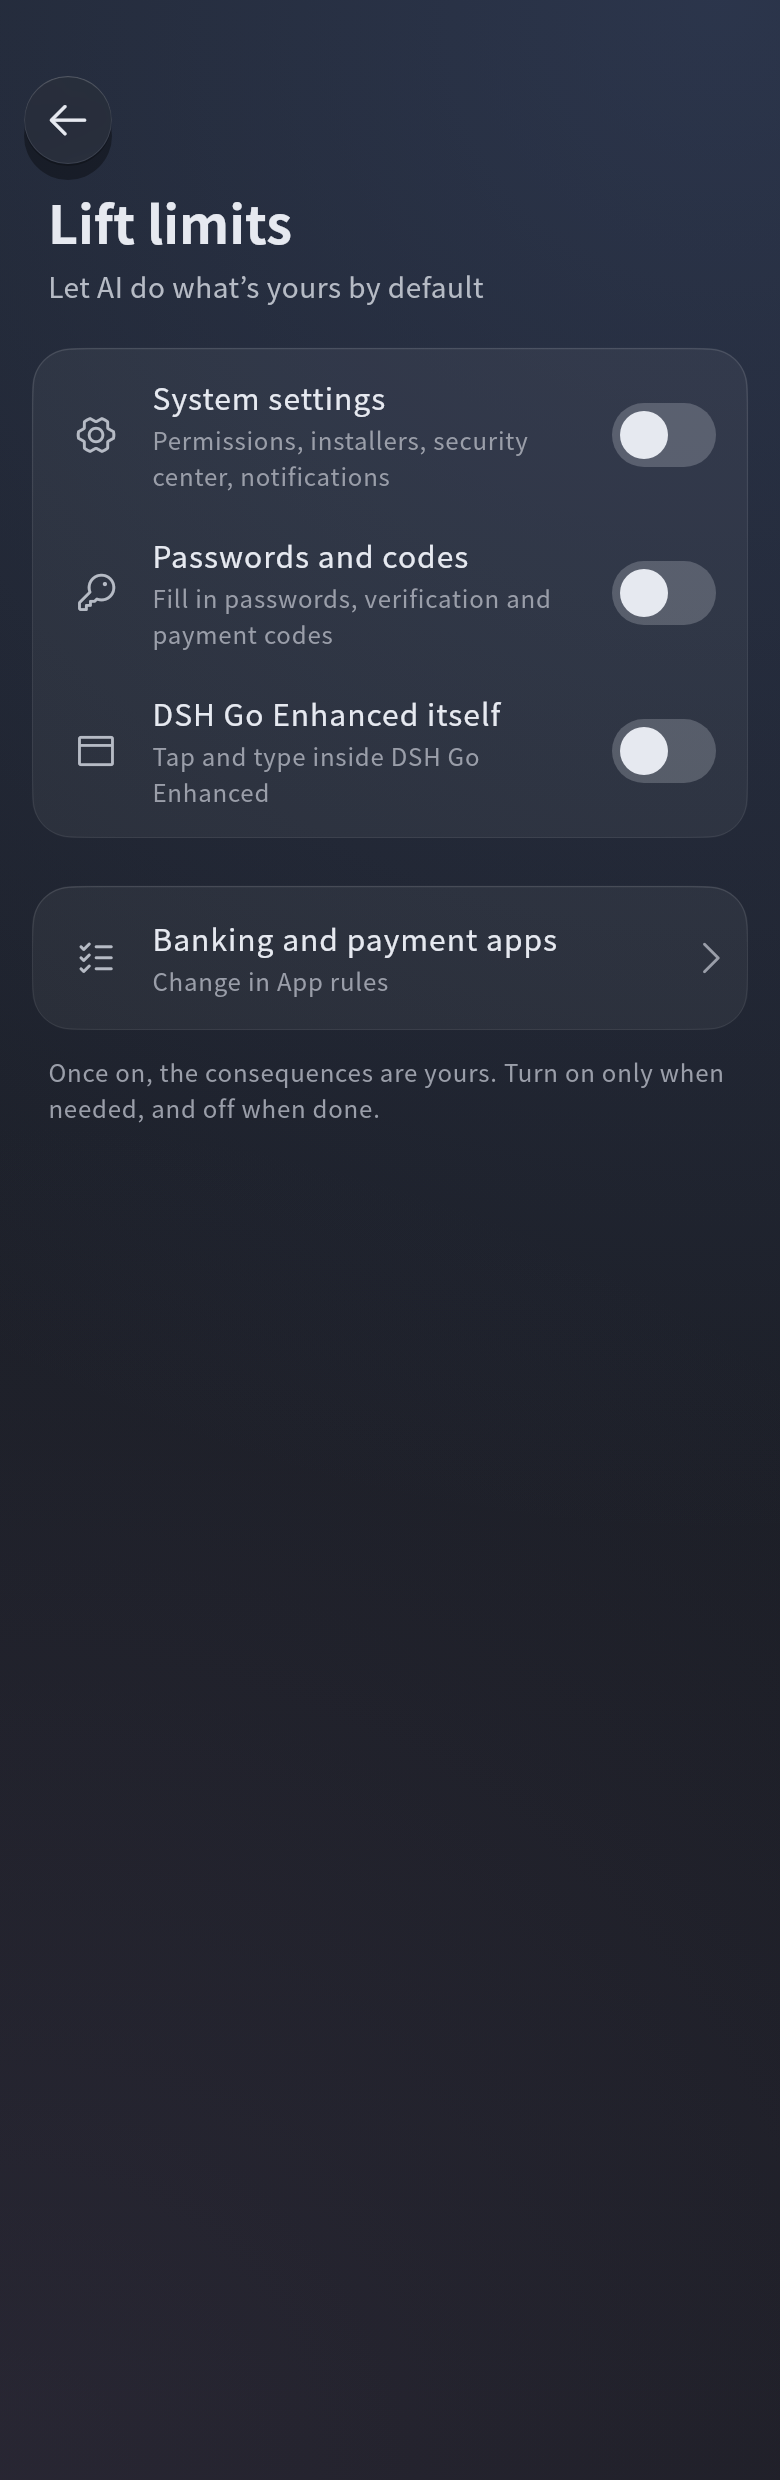 Lift limits
Let AI do what’s yours by default
System settings
Permissions, installers, security
center, notifications
Passwords and codes
Fill in passwords, verification and
payment codes
DSH Go Enhanced itself
Tap and type inside DSH Go
Enhanced
Banking and payment apps
Change in App rules
Once on, the consequences are yours. Turn on only when
needed, and off when done.